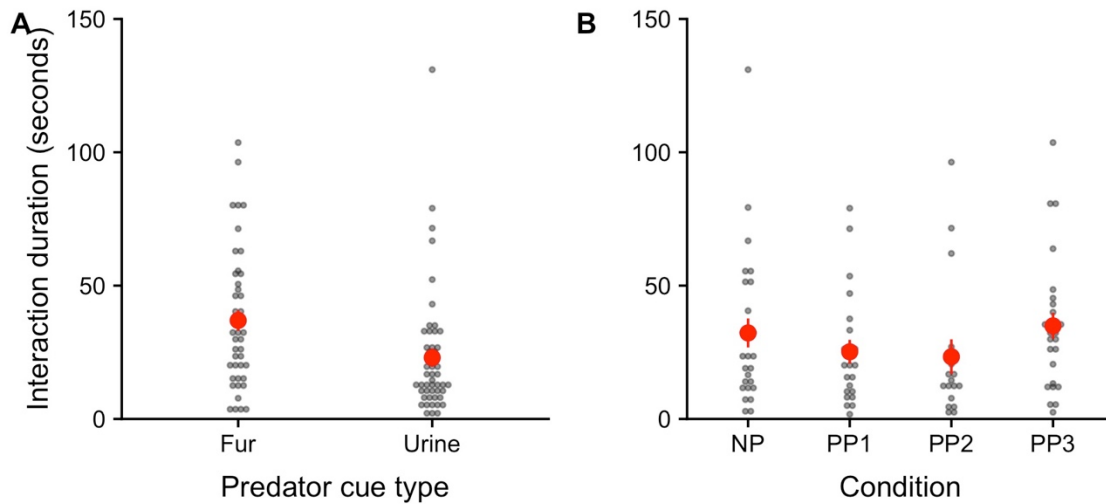 A
Interaction duration (seconds)
150
100
50
0
Fur
Urine
Predator cue type
B
150
100
50
0
NP
PP1
PP2
PP3
Condition